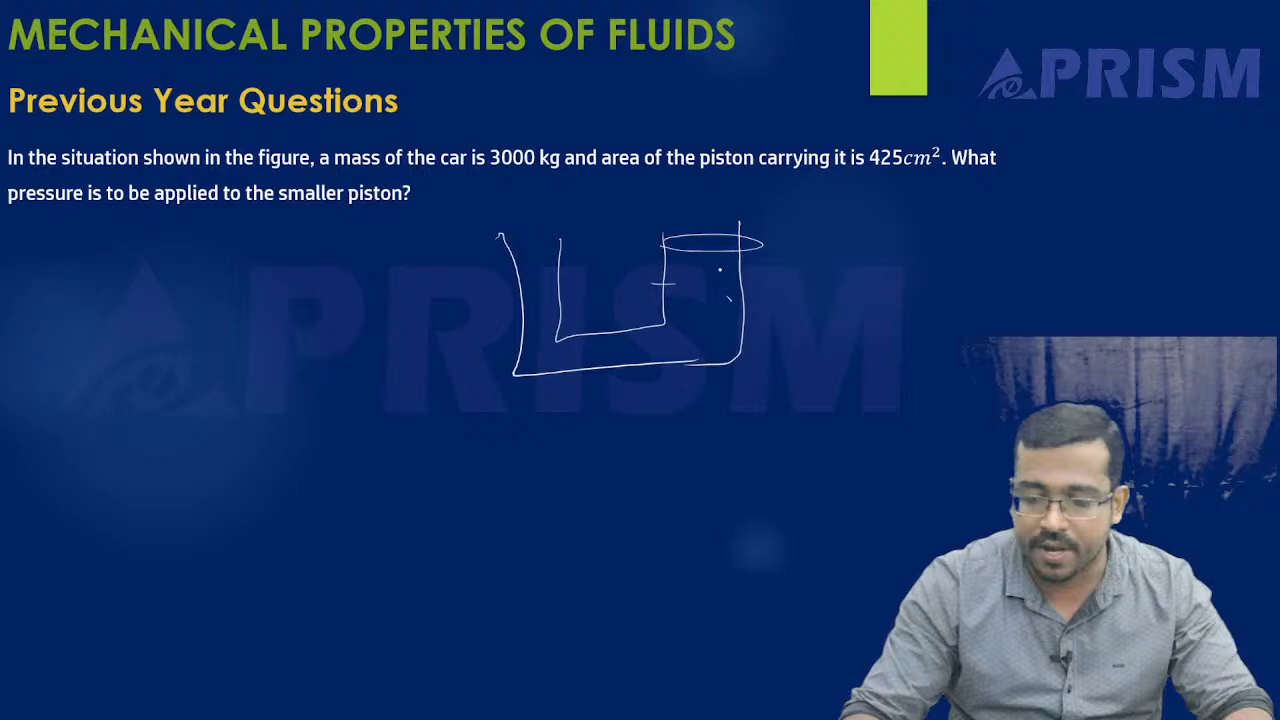 MECHANICAL PROPERTIES OF FLUIDS
PRISM
Previous Year Questions
In the situation shown in the figure, a mass of the car is 3000 kg and area of the piston carrying it is 425cm². What
pressure is to be applied to the smaller piston?
PRISM